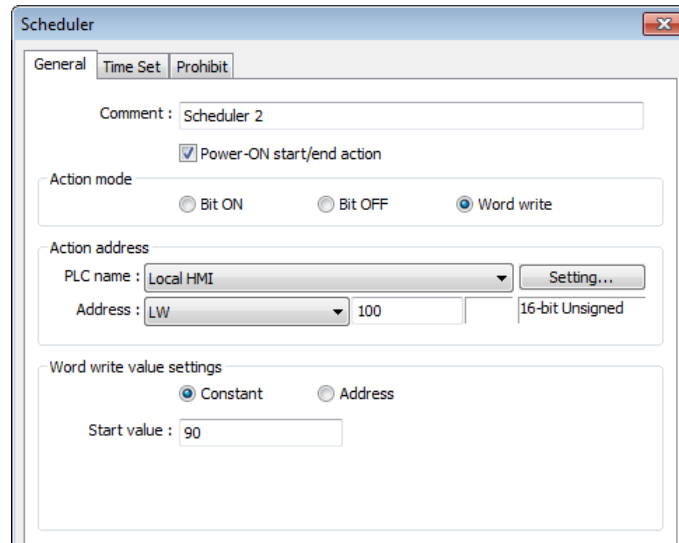 Scheduler
General Time Set Prohibit
Comment : Scheduler 2
Power-ON start/end action
Action mode
Bit ON Bit OFF Word write
Action address
PLC name : Local HMI Setting...
Address : LW 100 16-bit Unsigned
Word write value settings
Constant Address
Start value : 90